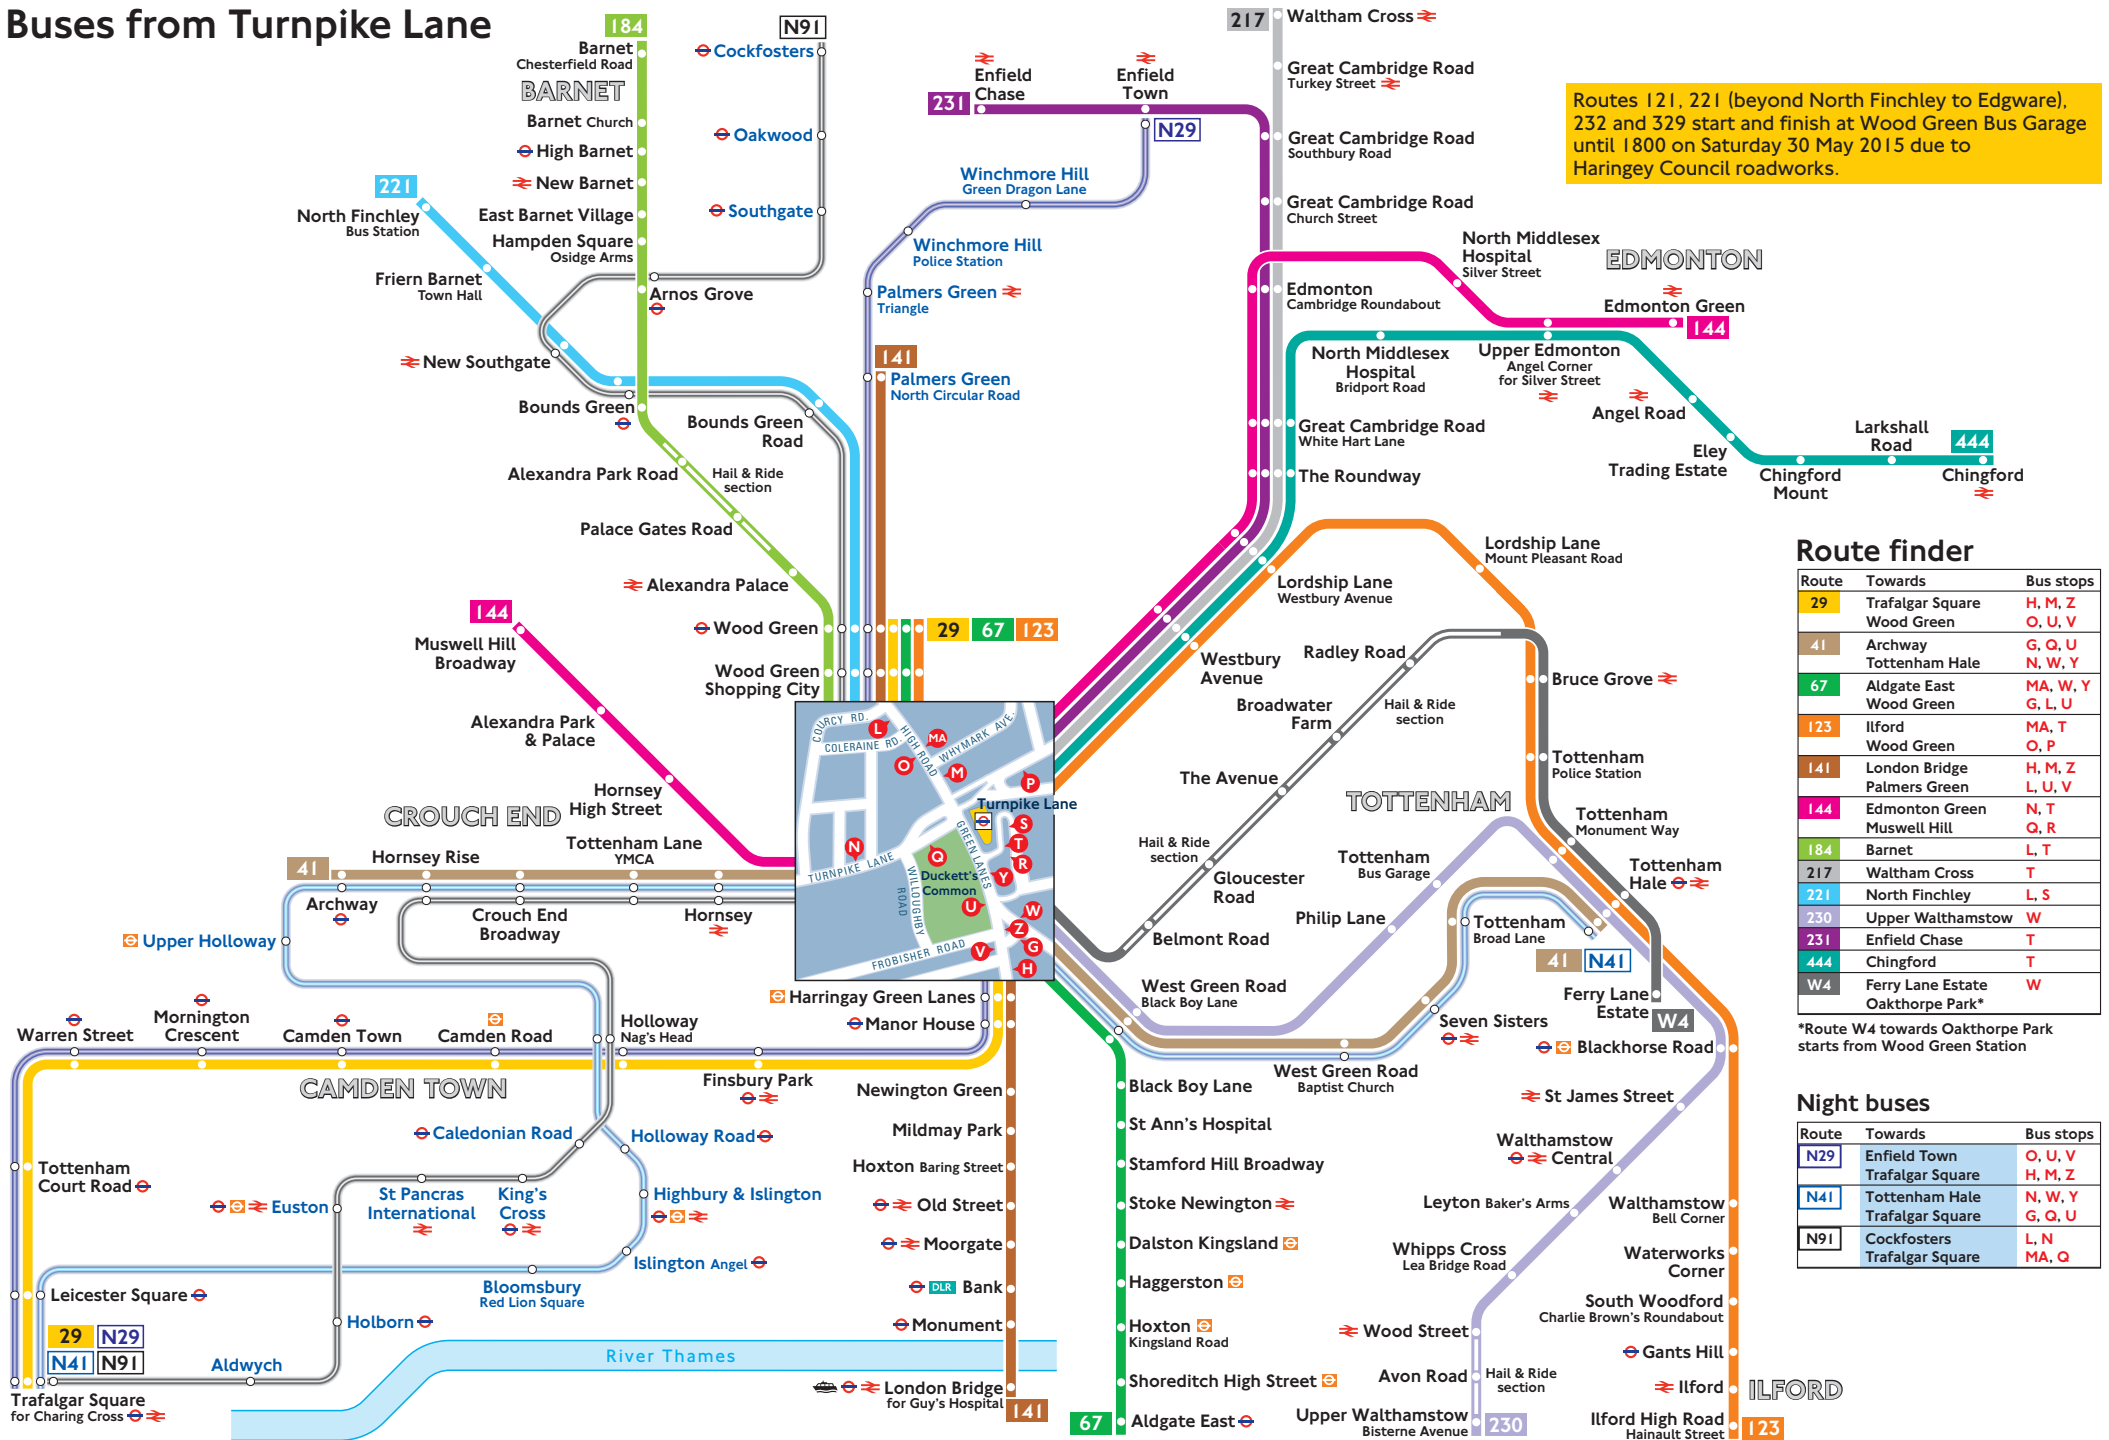 Buses from Turnpike Lane
184
Barnet
Chesterfield Road
BARNET
Barnet Church
High Barnet
New Barnet
East Barnet Village
Hampden Square
Osidge Arms
Arnos Grove
N91
Cockfosters
Oakwood
Southgate
221
North Finchley
Bus Station
Friern Barnet
Town Hall
New Southgate
Bounds Green
Bounds Green
Road
Alexandra Park Road
Hail & Ride
section
Palace Gates Road
Alexandra Palace
Wood Green
Wood Green
Shopping City
29 67 123
231
Enfield
Chase
Enfield
Town
N29
Winchmore Hill
Green Dragon Lane
Winchmore Hill
Police Station
Palmers Green
Triangle
141
Palmers Green
North Circular Road
217
Waltham Cross
Great Cambridge Road
Turkey Street
Great Cambridge Road
Southbury Road
Great Cambridge Road
Church Street
Edmonton
Cambridge Roundabout
North Middlesex
Hospital
Silver Street
EDMONTON
Edmonton Green
144
North Middlesex
Hospital
Bridport Road
Upper Edmonton
Angel Corner
for Silver Street
Angel Road
Eley
Trading Estate
Chingford
Mount
Larkshall
Road
444
Chingford
Great Cambridge Road
White Hart Lane
The Roundway
Lordship Lane
Westbury Avenue
Lordship Lane
Mount Pleasant Road
Westbury
Avenue
Routes 121, 221 (beyond North Finchley to Edgware),
232 and 329 start and finish at Wood Green Bus Garage
until 1800 on Saturday 30 May 2015 due to
Haringey Council roadworks.
144
Muswell Hill
Broadway
Alexandra Park
& Palace
Hornsey
High Street
CROUCH END
Tottenham Lane
YMCA
Hornsey Rise
41
Archway
Crouch End
Broadway
Hornsey
Upper Holloway
COURCY RD.
COLERAINE RD.
HIGH ROAD
WHYMARK AVE.
TURNPIKE LANE
GREEN LANES
WILLOUGHBY
ROAD
FROBISHER ROAD
Turnpike Lane
Duckett's
Common
L
MA
O
M
P
S
T
R
N
Q
Y
U
W
Z
G
V
H
Radley Road
Broadwater
Farm
Hail & Ride
section
The Avenue
Hail & Ride
section
Gloucester
Road
Belmont Road
Bruce Grove
Tottenham
Police Station
TOTTENHAM
Tottenham
Monument Way
Tottenham
Hale
Tottenham
Bus Garage
Philip Lane
Tottenham
Broad Lane
41 N41
West Green Road
Black Boy Lane
Seven Sisters
Ferry Lane
Estate
W4
West Green Road
Baptist Church
Blackhorse Road
St James Street
Walthamstow
Central
Leyton Baker's Arms
Whipps Cross
Lea Bridge Road
Wood Street
Avon Road
Hail & Ride
section
Upper Walthamstow
Bisterne Avenue
230
Walthamstow
Bell Corner
Waterworks
Corner
South Woodford
Charlie Brown's Roundabout
Gants Hill
Ilford
ILFORD
Ilford High Road
Hainault Street
123
Harringay Green Lanes
Manor House
Warren Street
Mornington
Crescent
Camden Town
Camden Road
Holloway
Nag's Head
Finsbury Park
CAMDEN TOWN
Caledonian Road
Holloway Road
Tottenham
Court Road
Euston
St Pancras
International
King's
Cross
Highbury & Islington
Islington Angel
Bloomsbury
Red Lion Square
Leicester Square
Holborn
29 N29
N41 N91
Aldwych
Trafalgar Square
for Charing Cross
River Thames
Newington Green
Mildmay Park
Hoxton Baring Street
Old Street
Moorgate
DLR Bank
Monument
London Bridge
for Guy's Hospital
141
Black Boy Lane
St Ann's Hospital
Stamford Hill Broadway
Stoke Newington
Dalston Kingsland
Haggerston
Hoxton
Kingsland Road
Shoreditch High Street
67
Aldgate East
Route finder
Route Towards Bus stops
29 Trafalgar Square H, M, Z
Wood Green O, U, V
41 Archway G, Q, U
Tottenham Hale N, W, Y
67 Aldgate East MA, W, Y
Wood Green G, L, U
123 Ilford MA, T
Wood Green O, P
141 London Bridge H, M, Z
Palmers Green L, U, V
144 Edmonton Green N, T
Muswell Hill Q, R
184 Barnet L, T
217 Waltham Cross T
221 North Finchley L, S
230 Upper Walthamstow W
231 Enfield Chase T
444 Chingford T
W4 Ferry Lane Estate W
Oakthorpe Park*
*Route W4 towards Oakthorpe Park
starts from Wood Green Station
Night buses
Route Towards Bus stops
N29 Enfield Town O, U, V
Trafalgar Square H, M, Z
N41 Tottenham Hale N, W, Y
Trafalgar Square G, Q, U
N91 Cockfosters L, N
Trafalgar Square MA, Q